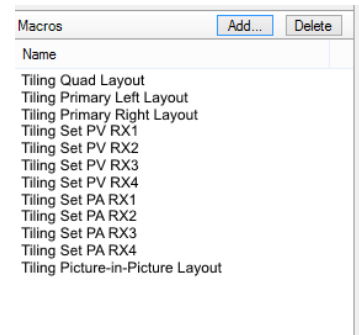 Macros Add... Delete
Name
Tiling Quad Layout
Tiling Primary Left Layout
Tiling Primary Right Layout
Tiling Set PV RX1
Tiling Set PV RX2
Tiling Set PV RX3
Tiling Set PV RX4
Tiling Set PA RX1
Tiling Set PA RX2
Tiling Set PA RX3
Tiling Set PA RX4
Tiling Picture-in-Picture Layout